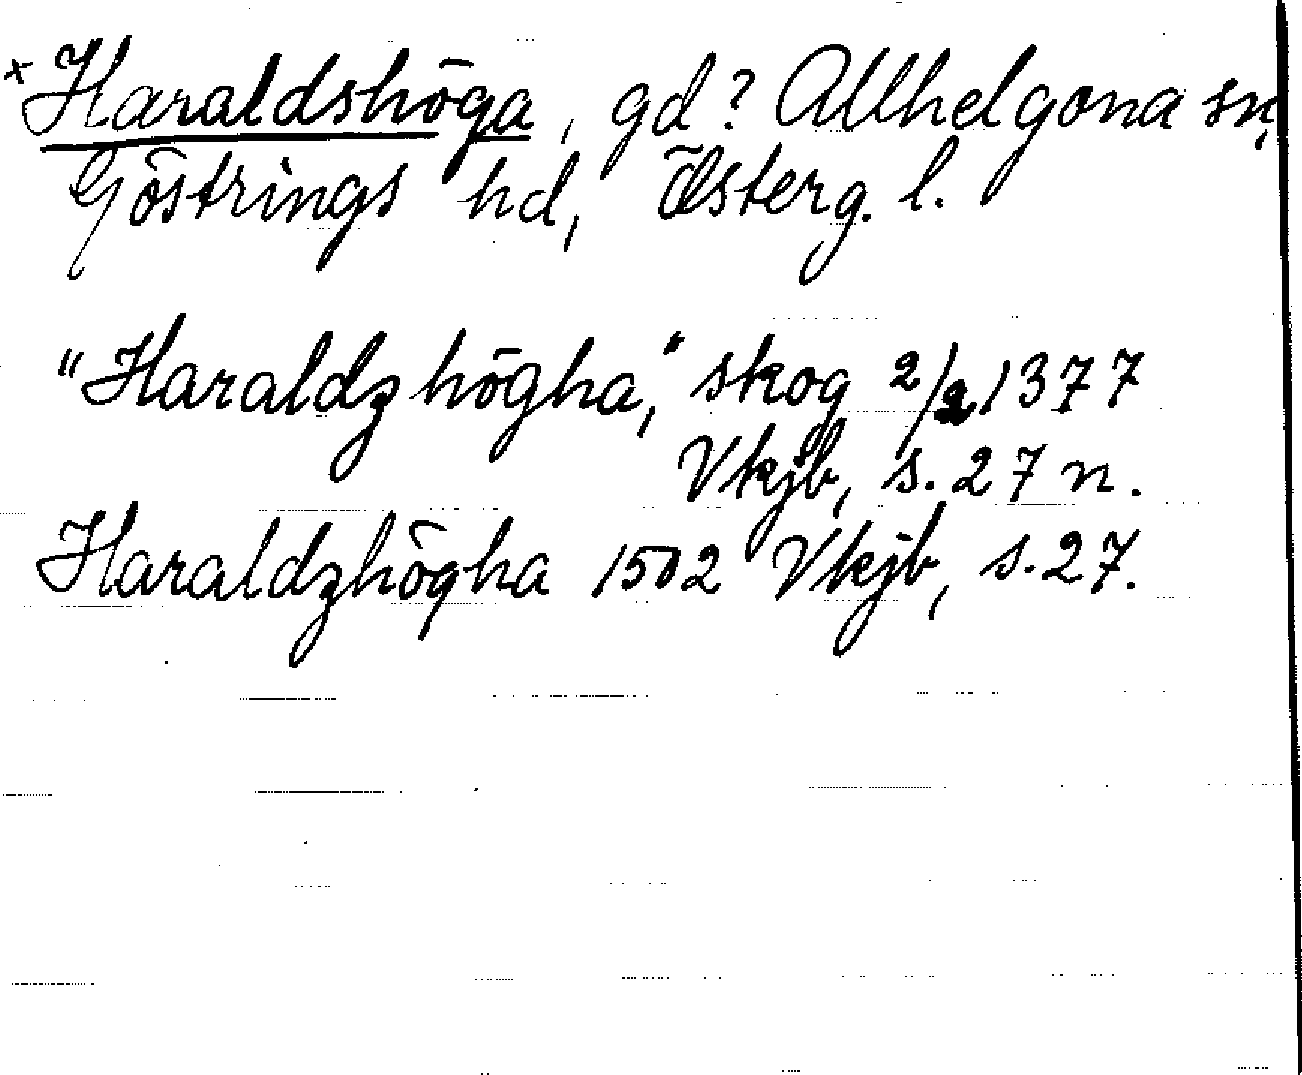 + Haraldshöga, gd? Allhelgona sn,
Göstrings hd, Österg. l.
"Haraldzhögha," skog 2/2 1377
Vkjb, s. 27 n.
Haraldzhögha 1502 Vkjb, s. 27.